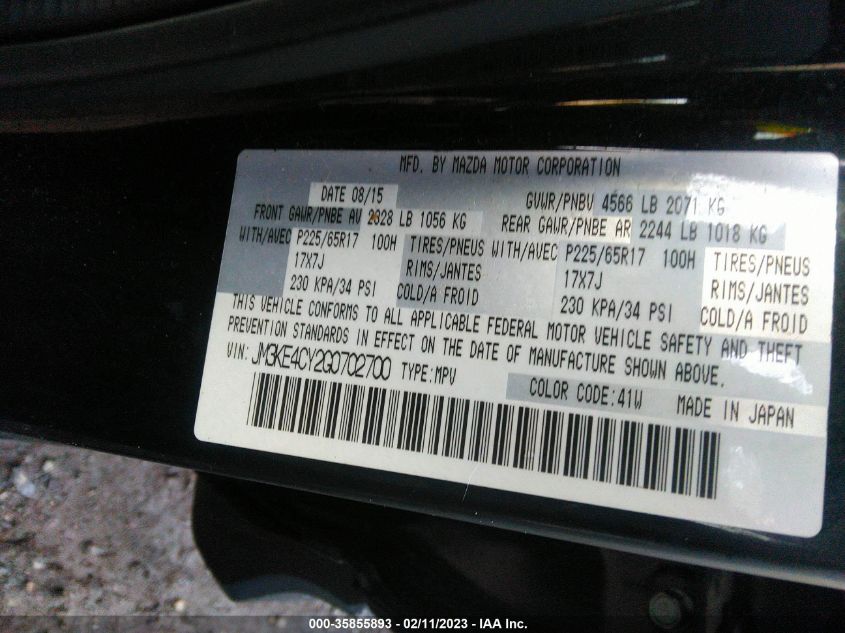 MFD. BY MAZDA MOTOR CORPORATION
DATE 08/15 GVWR/PNBV 4566 LB 2071 KG
FRONT GAWR/PNBE AV 2328 LB 1056 KG REAR GAWR/PNBE AR 2244 LB 1018 KG
WITH/AVEC P225/65R17 100H TIRES/PNEUS WITH/AVEC P225/65R17 100H TIRES/PNEUS
17X7J RIMS/JANTES 17X7J RIMS/JANTES
230 KPA/34 PSI COLD/A FROID 230 KPA/34 PSI COLD/A FROID
THIS VEHICLE CONFORMS TO ALL APPLICABLE FEDERAL MOTOR VEHICLE SAFETY AND THEFT
PREVENTION STANDARDS IN EFFECT ON THE DATE OF MANUFACTURE SHOWN ABOVE.
VIN: JM3KE4CY2G0702700 TYPE:MPV
COLOR CODE:41W MADE IN JAPAN
000-35855893 - 02/11/2023 - IAA Inc.